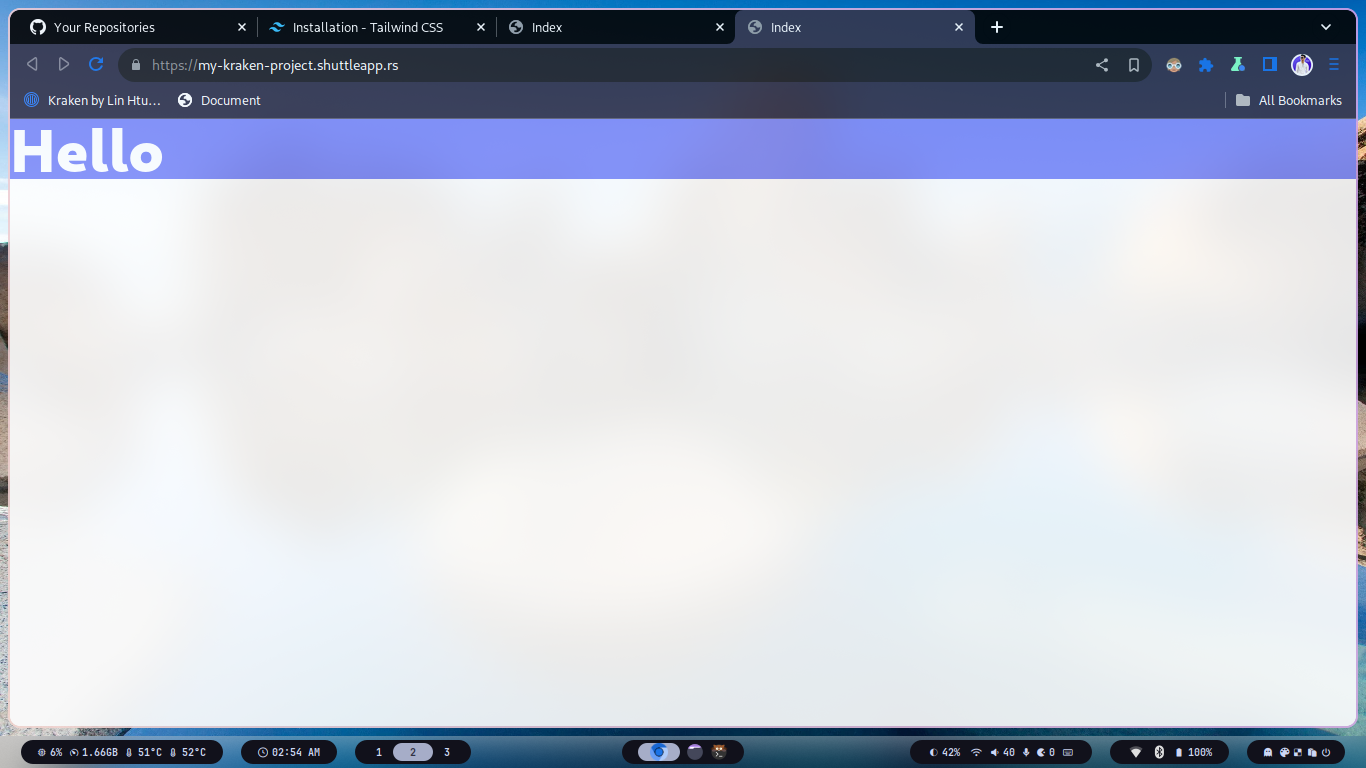 Your Repositories
Installation - Tailwind CSS
Index
Index
https://my-kraken-project.shuttleapp.rs
Kraken by Lin Htu…
Document
All Bookmarks
Hello
6% 1.66GB 51°C 52°C
02:54 AM
1 2 3
42% 40 0
100%